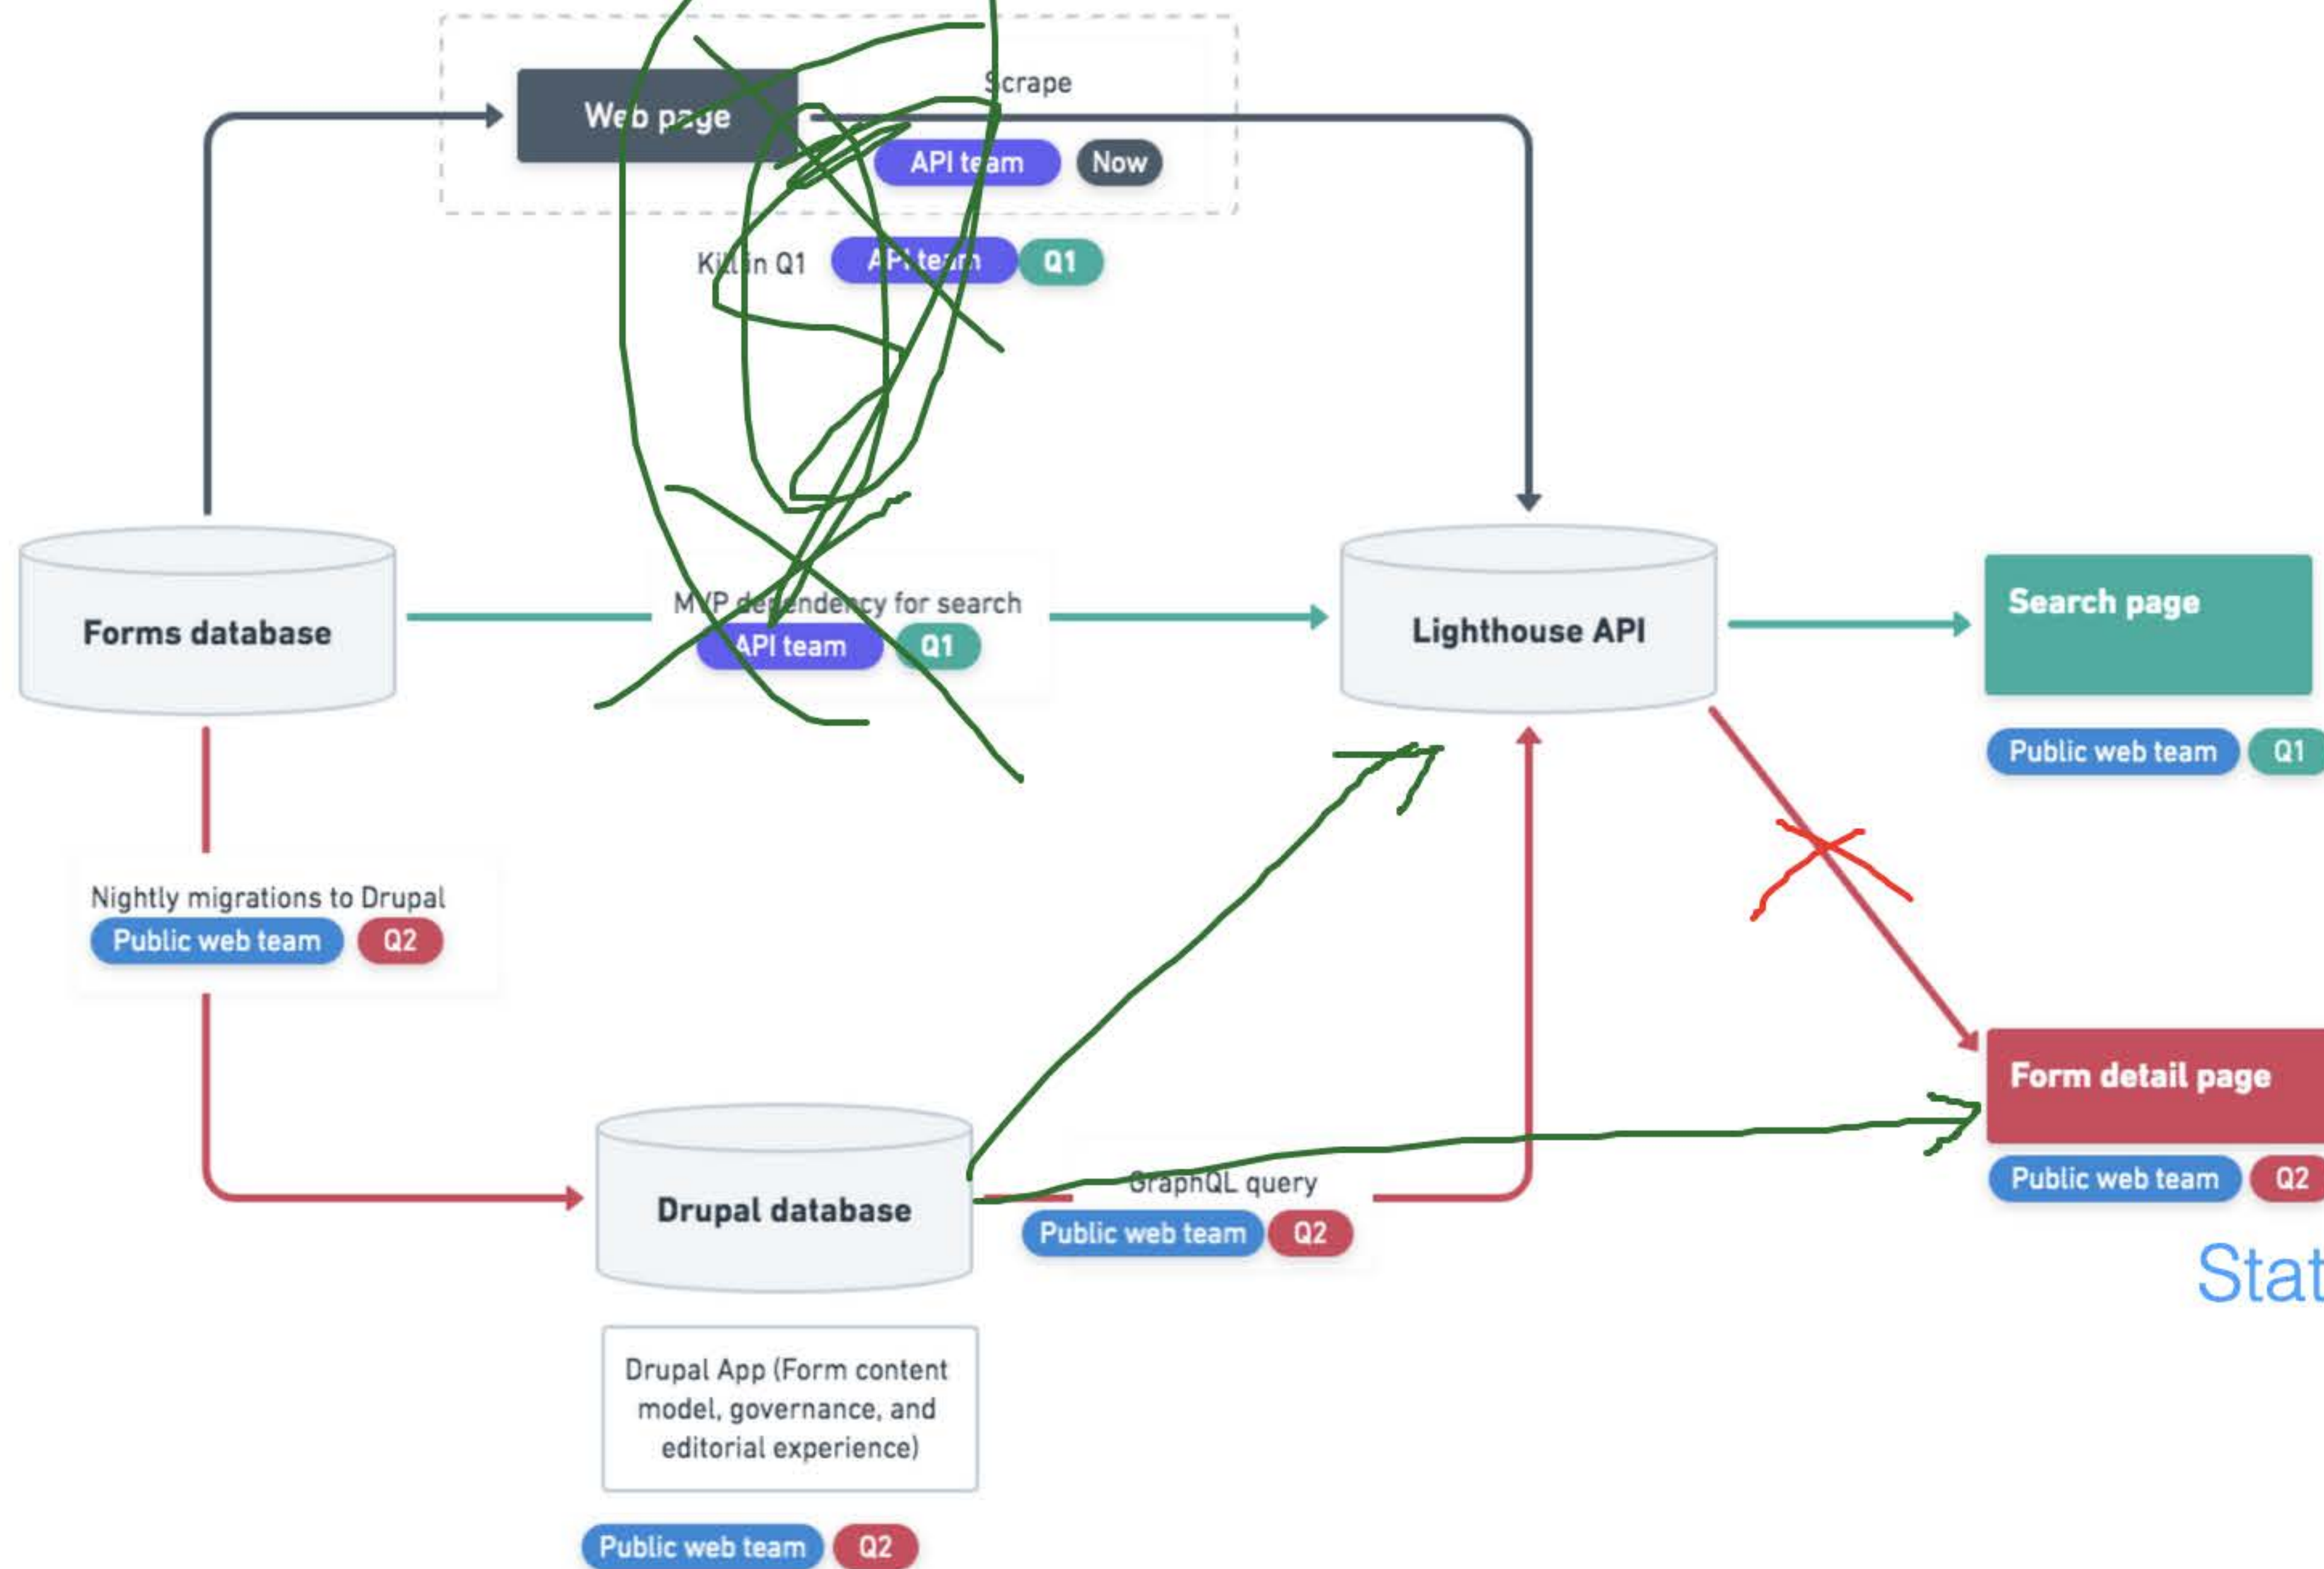 Scrape
Web page
API team Now
Kill in Q1 API team Q1
MVP dependency for search
API team Q1
Forms database
Lighthouse API
Search page
Public web team Q1
Nightly migrations to Drupal
Public web team Q2
Form detail page
Public web team Q2
GraphQL query
Public web team Q2
Drupal database
Stat
Drupal App (Form content
model, governance, and
editorial experience)
Public web team Q2